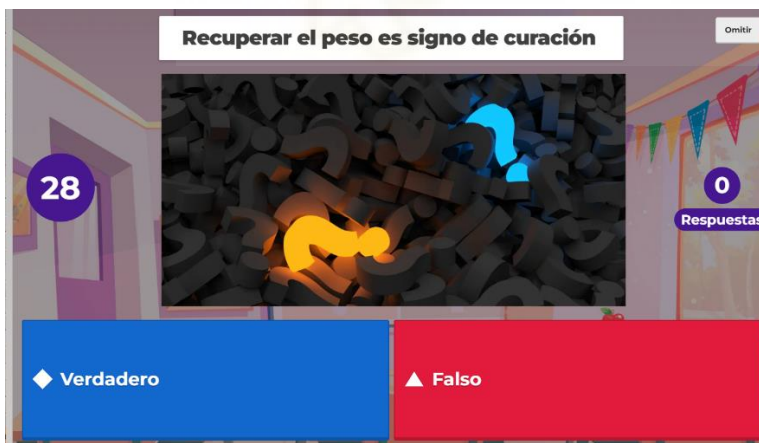 Recuperar el peso es signo de curación
Omitir
28
0
Respuestas
Verdadero
Falso